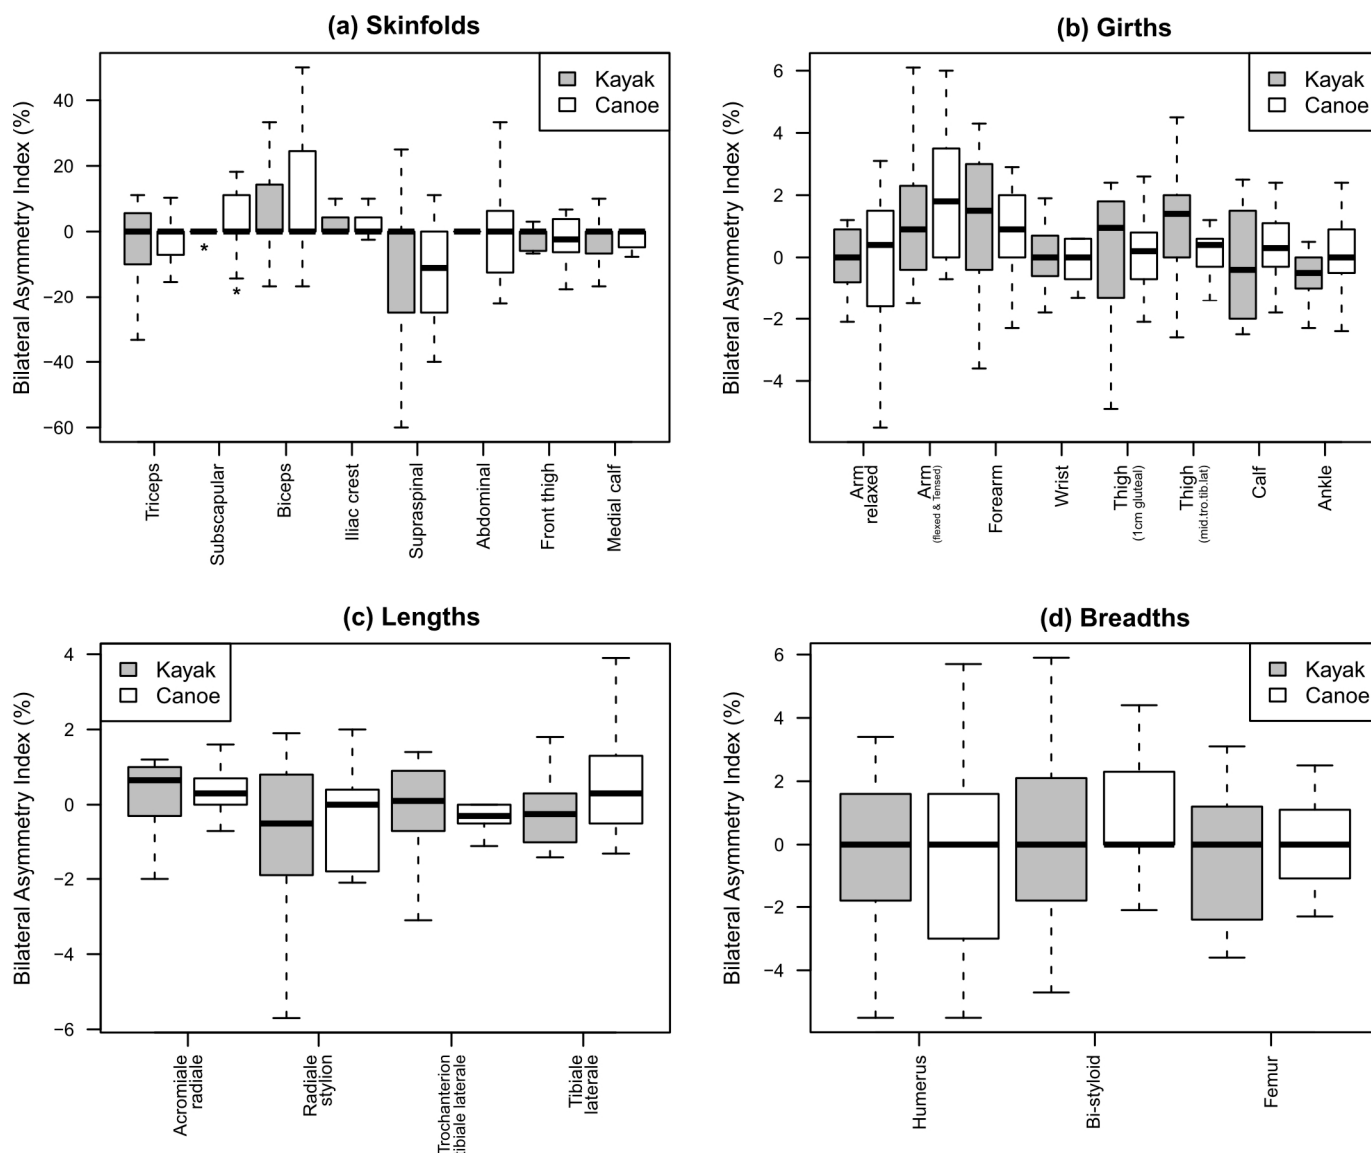 (a) Skinfolds
Bilateral Asymmetry Index (%)
40
20
0
−20
−40
−60
Kayak
Canoe
*
*
Triceps
Subscapular
Biceps
Iliac crest
Supraspinal
Abdominal
Front thigh
Medial calf
(b) Girths
Bilateral Asymmetry Index (%)
6
4
2
0
−2
−4
Kayak
Canoe
Arm
relaxed
Arm
(flexed & Tensed)
Forearm
Wrist
Thigh
(1cm gluteal)
Thigh
(mid.tro.tib.lat)
Calf
Ankle
(c) Lengths
Bilateral Asymmetry Index (%)
4
2
0
−2
−4
−6
Kayak
Canoe
Acromiale
radiale
Radiale
stylion
Trochanterion
tibiale laterale
Tibiale
laterale
(d) Breadths
Bilateral Asymmetry Index (%)
6
4
2
0
−2
−4
Kayak
Canoe
Humerus
Bi-styloid
Femur